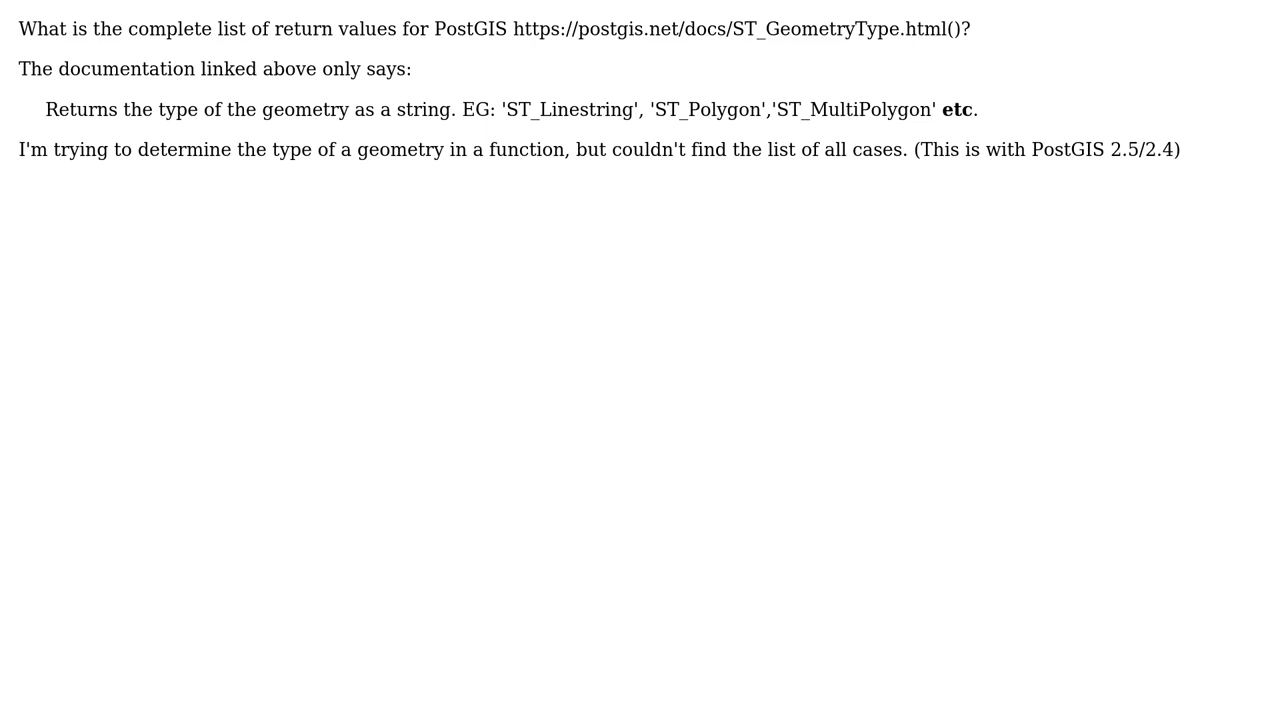 What is the complete list of return values for PostGIS https://postgis.net/docs/ST_GeometryType.html()?
The documentation linked above only says:
Returns the type of the geometry as a string. EG: 'ST_Linestring', 'ST_Polygon','ST_MultiPolygon' etc.
I'm trying to determine the type of a geometry in a function, but couldn't find the list of all cases. (This is with PostGIS 2.5/2.4)